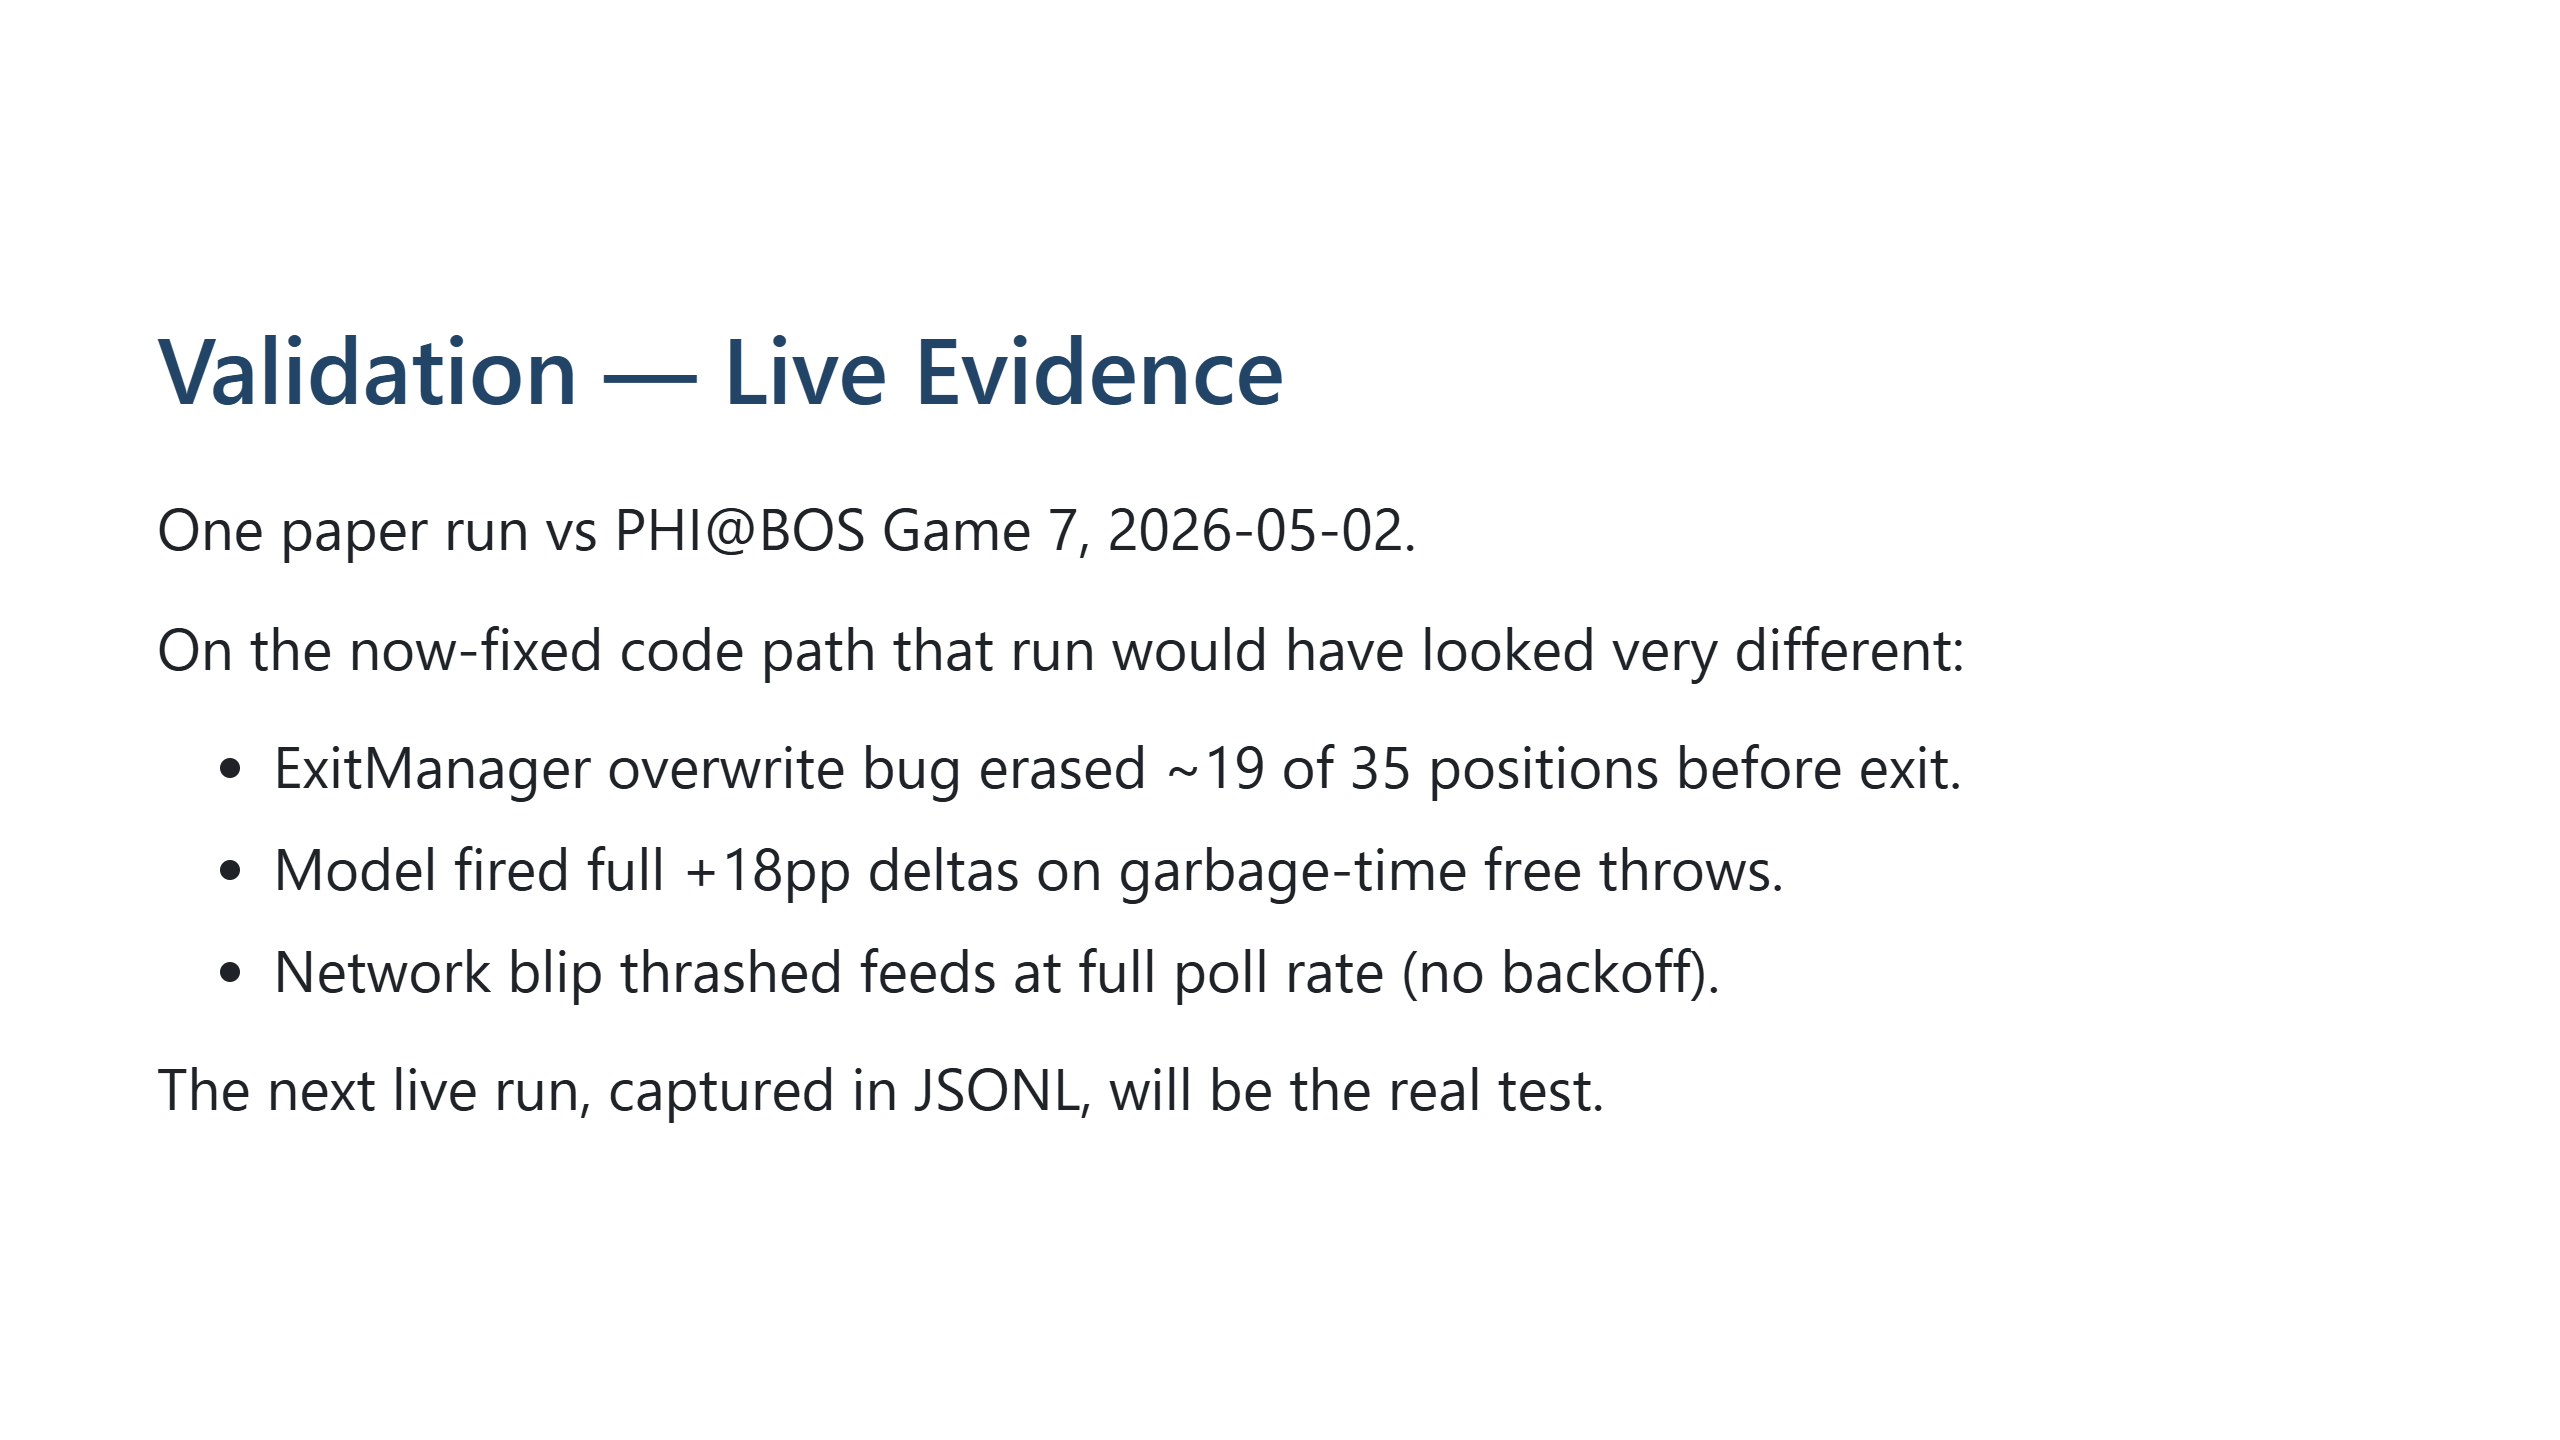 Validation — Live Evidence
One paper run vs PHI@BOS Game 7, 2026-05-02.
On the now-fixed code path that run would have looked very different:
• ExitManager overwrite bug erased ~19 of 35 positions before exit.
• Model fired full +18pp deltas on garbage-time free throws.
• Network blip thrashed feeds at full poll rate (no backoff).
The next live run, captured in JSONL, will be the real test.